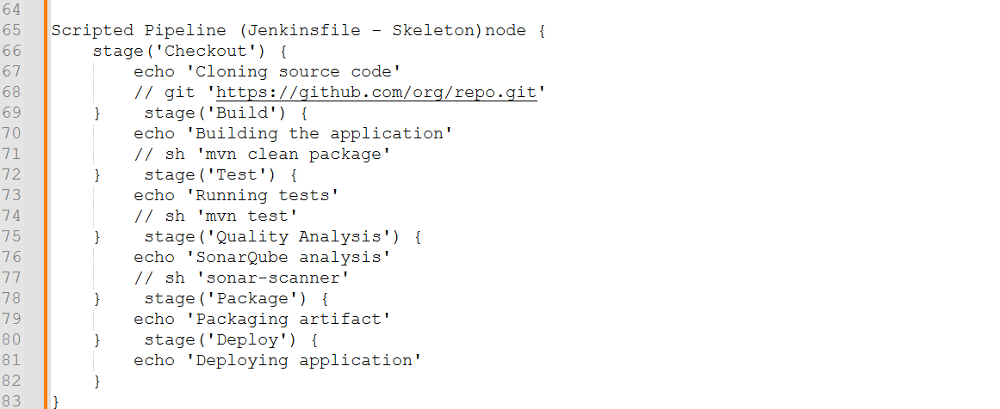 64
65 Scripted Pipeline (Jenkinsfile - Skeleton)node {
66     stage('Checkout') {
67         echo 'Cloning source code'
68         // git 'https://github.com/org/repo.git'
69     }    stage('Build') {
70         echo 'Building the application'
71         // sh 'mvn clean package'
72     }    stage('Test') {
73         echo 'Running tests'
74         // sh 'mvn test'
75     }    stage('Quality Analysis') {
76         echo 'SonarQube analysis'
77         // sh 'sonar-scanner'
78     }    stage('Package') {
79         echo 'Packaging artifact'
80     }    stage('Deploy') {
81         echo 'Deploying application'
82     }
83 }